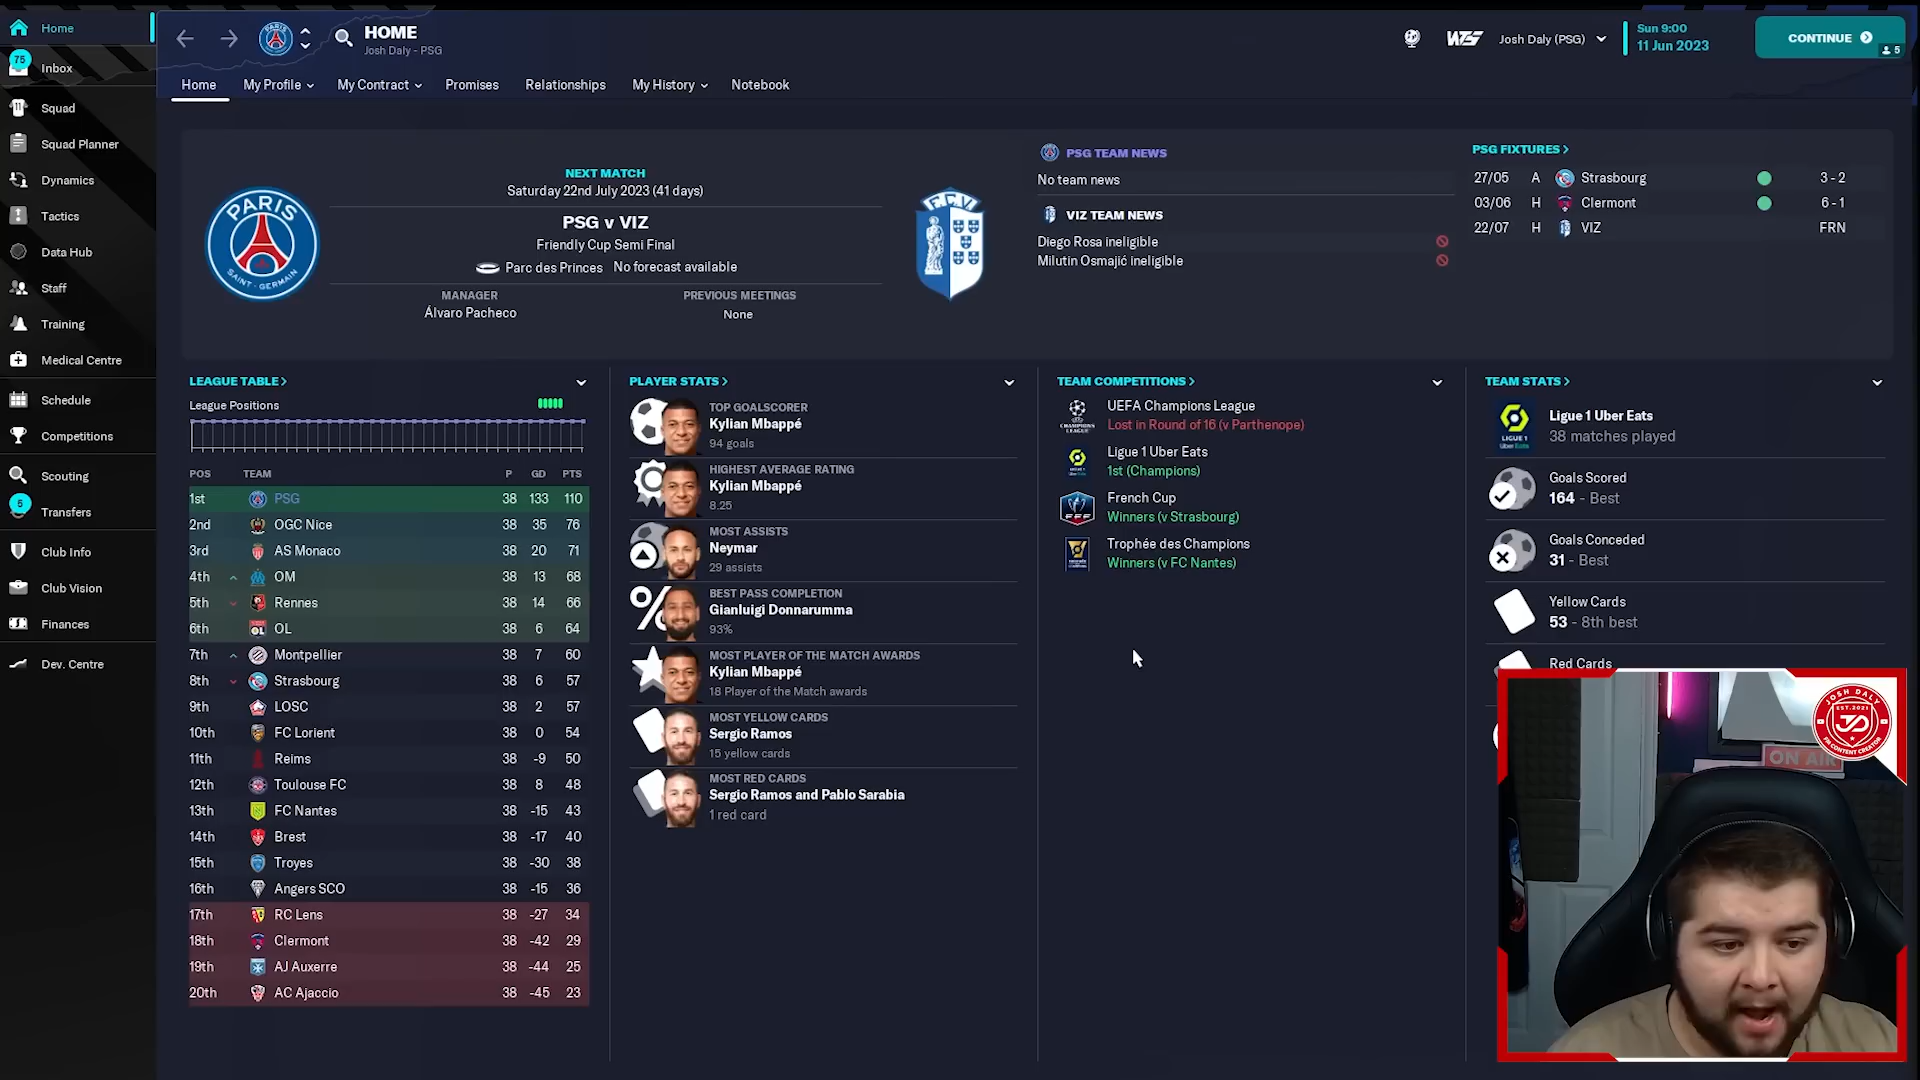 Home
75
Inbox
Squad
Squad Planner
Dynamics
Tactics
Data Hub
Staff
Training
Medical Centre
Schedule
Competitions
Scouting
5
Transfers
Club Info
Club Vision
Finances
Dev. Centre
HOME
Josh Daly - PSG
Josh Daly (PSG)
Sun 9:00
11 Jun 2023
CONTINUE
5
Home My Profile My Contract Promises Relationships My History Notebook
PARIS
SAINT-GERMAIN
NEXT MATCH
Saturday 22nd July 2023 (41 days)
PSG v VIZ
Friendly Cup Semi Final
Parc des Princes No forecast available
MANAGER
Álvaro Pacheco
PREVIOUS MEETINGS
None
PSG TEAM NEWS
No team news
VIZ TEAM NEWS
Diego Rosa ineligible
Milutin Osmajić ineligible
PSG FIXTURES >
27/05 A Strasbourg 3 - 2
03/06 H Clermont 6 - 1
22/07 H VIZ FRN
LEAGUE TABLE >
League Positions
POS TEAM P GD PTS
1st PSG 38 133 110
2nd OGC Nice 38 35 76
3rd AS Monaco 38 20 71
4th OM 38 13 68
5th Rennes 38 14 66
6th OL 38 6 64
7th Montpellier 38 7 60
8th Strasbourg 38 6 57
9th LOSC 38 2 57
10th FC Lorient 38 0 54
11th Reims 38 -9 50
12th Toulouse FC 38 8 48
13th FC Nantes 38 -15 43
14th Brest 38 -17 40
15th Troyes 38 -30 38
16th Angers SCO 38 -15 36
17th RC Lens 38 -27 34
18th Clermont 38 -42 29
19th AJ Auxerre 38 -44 25
20th AC Ajaccio 38 -45 23
PLAYER STATS >
TOP GOALSCORER
Kylian Mbappé
94 goals
HIGHEST AVERAGE RATING
Kylian Mbappé
8.25
MOST ASSISTS
Neymar
29 assists
BEST PASS COMPLETION
Gianluigi Donnarumma
93%
MOST PLAYER OF THE MATCH AWARDS
Kylian Mbappé
18 Player of the Match awards
MOST YELLOW CARDS
Sergio Ramos
15 yellow cards
MOST RED CARDS
Sergio Ramos and Pablo Sarabia
1 red card
TEAM COMPETITIONS >
UEFA Champions League
Lost in Round of 16 (v Parthenope)
Ligue 1 Uber Eats
1st (Champions)
French Cup
Winners (v Strasbourg)
Trophée des Champions
Winners (v FC Nantes)
TEAM STATS >
Ligue 1 Uber Eats
38 matches played
Goals Scored
164 - Best
Goals Conceded
31 - Best
Yellow Cards
53 - 8th best
Red Cards
JOSH DALY
EST.2021
JD
FM CONTENT CREATOR
ON AIR